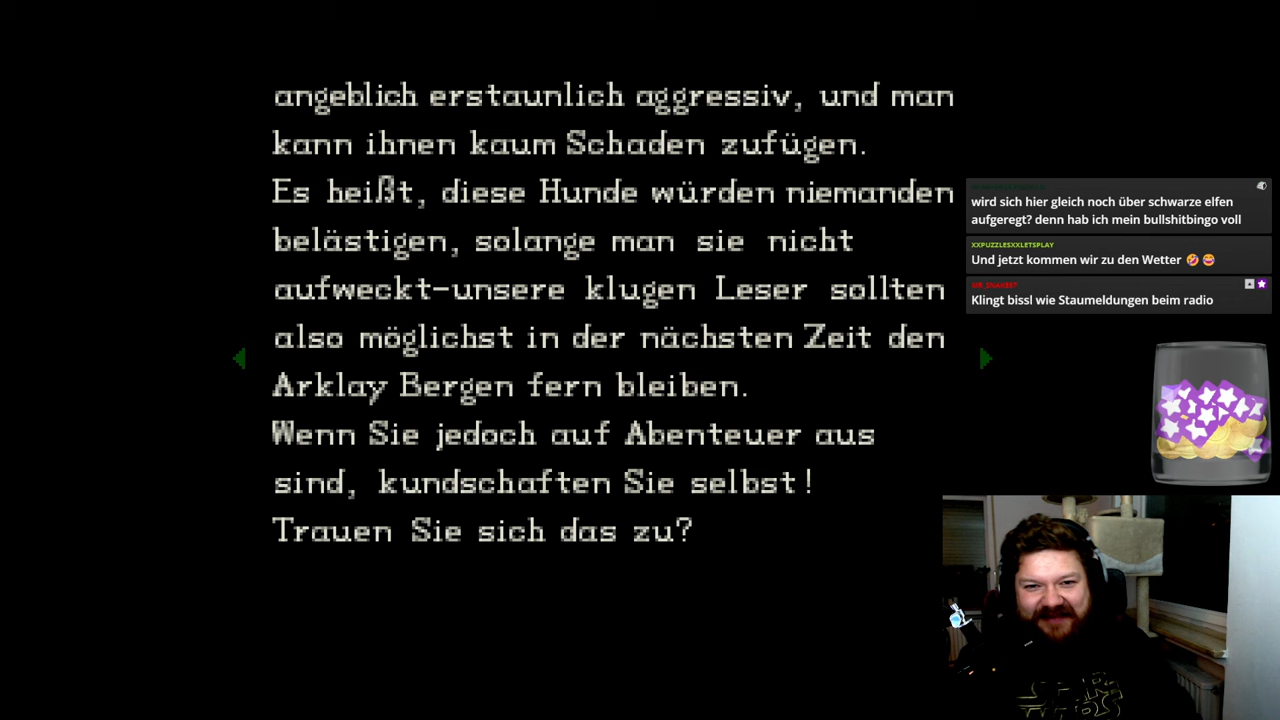 angeblich erstaunlich aggressiv, und man
kann ihnen kaum Schaden zufügen.
Es heißt, diese Hunde würden niemanden
belästigen, solange man sie nicht
aufweckt-unsere klugen Leser sollten
also möglichst in der nächsten Zeit den
Arklay Bergen fern bleiben.
Wenn Sie jedoch auf Abenteuer aus
sind, kundschaften Sie selbst!
Trauen Sie sich das zu?
wird sich hier gleich noch über schwarze elfen
aufgeregt? denn hab ich mein bullshitbingo voll
XXPUZZLESXXLETSPLAY
Und jetzt kommen wir zu den Wetter 🤣 😂
Klingt bissl wie Staumeldungen beim radio